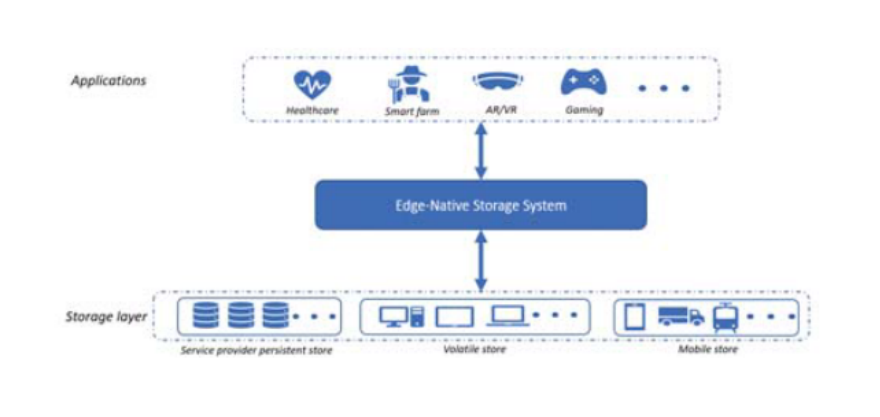 Applications
Healthcare
Smart farm
AR/VR
Gaming
Edge-Native Storage System
Storage layer
Service provider persistent store
Volatile store
Mobile store